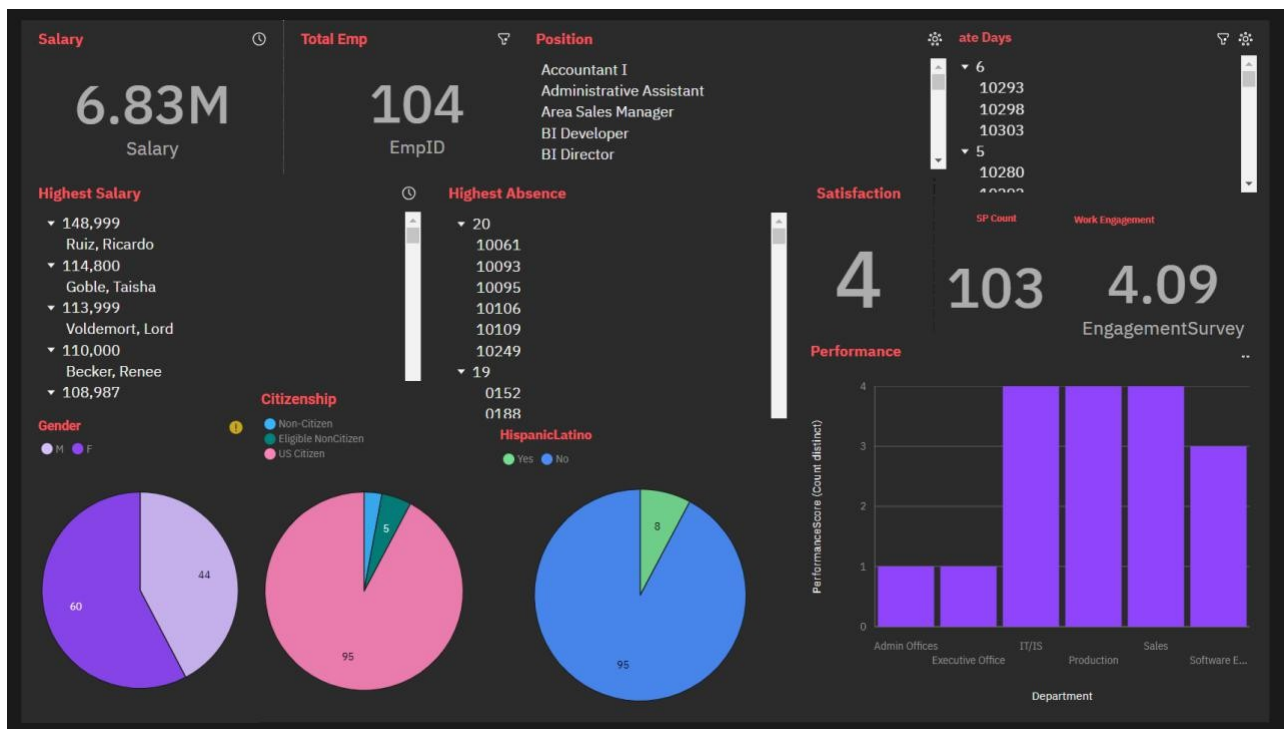 Salary
6.83M
Salary
Total Emp
104
EmpID
Position
Accountant I
Administrative Assistant
Area Sales Manager
BI Developer
BI Director
ate Days
6
10293
10298
10303
5
10280
Highest Salary
148,999
Ruiz, Ricardo
114,800
Goble, Taisha
113,999
Voldemort, Lord
110,000
Becker, Renee
108,987
Highest Absence
20
10061
10093
10095
10106
10109
10249
19
0152
0188
Satisfaction
4
SP Count
103
Work Engagement
4.09
EngagementSurvey
Gender
M F
44
60
Citizenship
Non-Citizen
Eligible NonCitizen
US Citizen
5
95
HispanicLatino
Yes No
8
95
Performance
PerformanceScore (Count distinct)
4
3
2
1
0
Admin Offices
Executive Office
IT/IS
Production
Sales
Software E...
Department